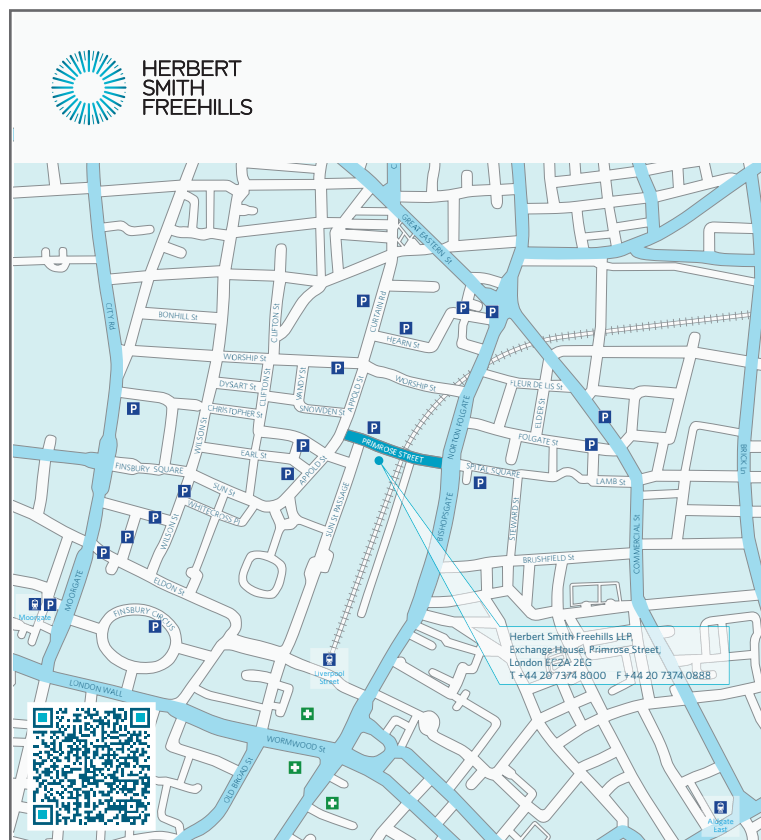 HERBERT
SMITH
FREEHILLS
GREAT EASTERN St
CITY Rd
BONHILL St
CLIFTON St
CURTAIN Rd
P
P
P
P
HEARN St
WORSHIP St
P
WORSHIP St
DYSART St
CLIFTON St
VANDY St
APPOLD St
FLEUR DE LIS St
NORTON FOLGATE
ELDER St
P
CHRISTOPHER St
SNOWDEN St
P
P
WILSON St
PRIMROSE STREET
FOLGATE St
P
P
EARL St
APPOLD St
BRICK Ln
FINSBURY SQUARE
P
SPITAL SQUARE
P
LAMB St
SUN St
P
WHITECROSS Pl
SUN St PASSAGE
STEWARD St
BISHOPSGATE
COMMERCIAL St
P
WILSON St
P
P
BRUSHFIELD St
ELDON St
MOORGATE
P
Moorgate
FINSBURY CIRCUS
P
Herbert Smith Freehills LLP
Exchange House, Primrose Street,
London EC2A 2EG
T +44 20 7374 8000 F +44 20 7374 0888
Liverpool
Street
LONDON WALL
WORMWOOD St
OLD BROAD St
Aldgate
East